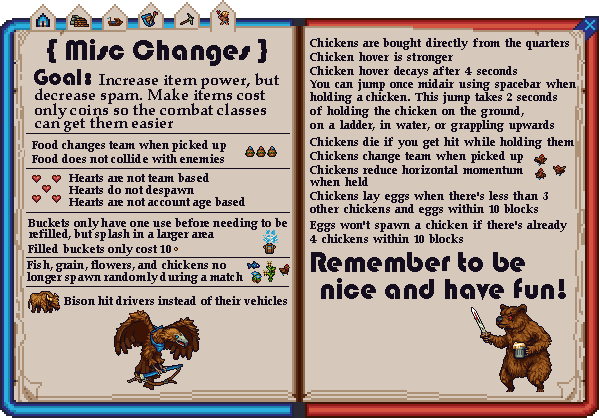 { Misc Changes }
Goal: Increase item power, but
decrease spam. Make items cost
only coins so the combat classes
can get them easier
Food changes team when picked up
Food does not collide with enemies
Hearts are not team based
Hearts do not despawn
Hearts are not account age based
Buckets only have one use before needing to be
refilled, but splash in a larger area
Filled buckets only cost 10
Fish, grain, flowers, and chickens no
longer spawn randomly during a match
Bison hit drivers instead of their vehicles
Chickens are bought directly from the quarters
Chicken hover is stronger
Chicken hover decays after 4 seconds
You can jump once midair using spacebar when
holding a chicken. This jump takes 2 seconds
of holding the chicken on the ground,
on a ladder, in water, or grappling upwards
Chickens die if you get hit while holding them
Chickens change team when picked up
Chickens reduce horizontal momentum
when held
Chickens lay eggs when there's less than 3
other chickens and eggs within 10 blocks
Eggs won't spawn a chicken if there's already
4 chickens within 10 blocks
Remember to be
nice and have fun!